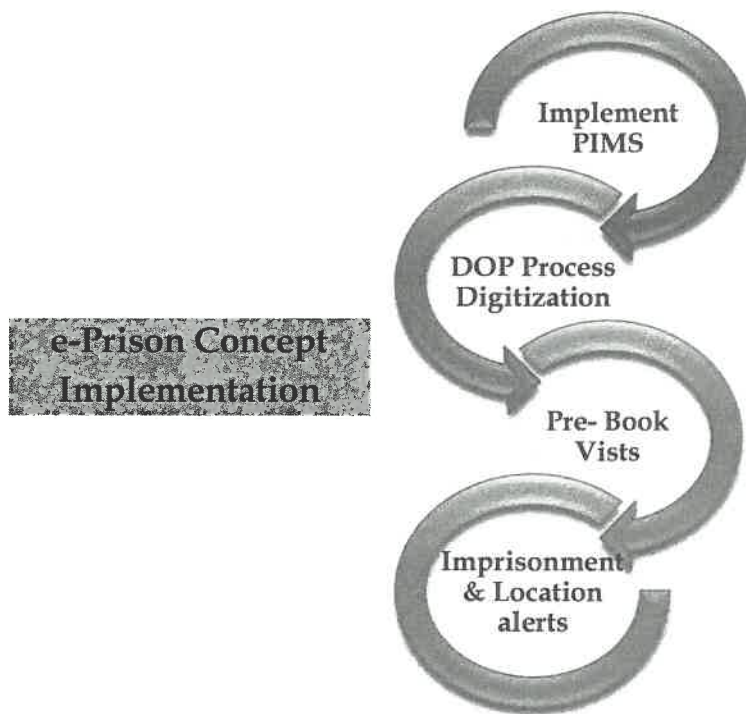 Implement
PIMS
DOP Process
Digitization
e-Prison Concept
Implementation
Pre- Book
Vists
Imprisonment
& Location
alerts